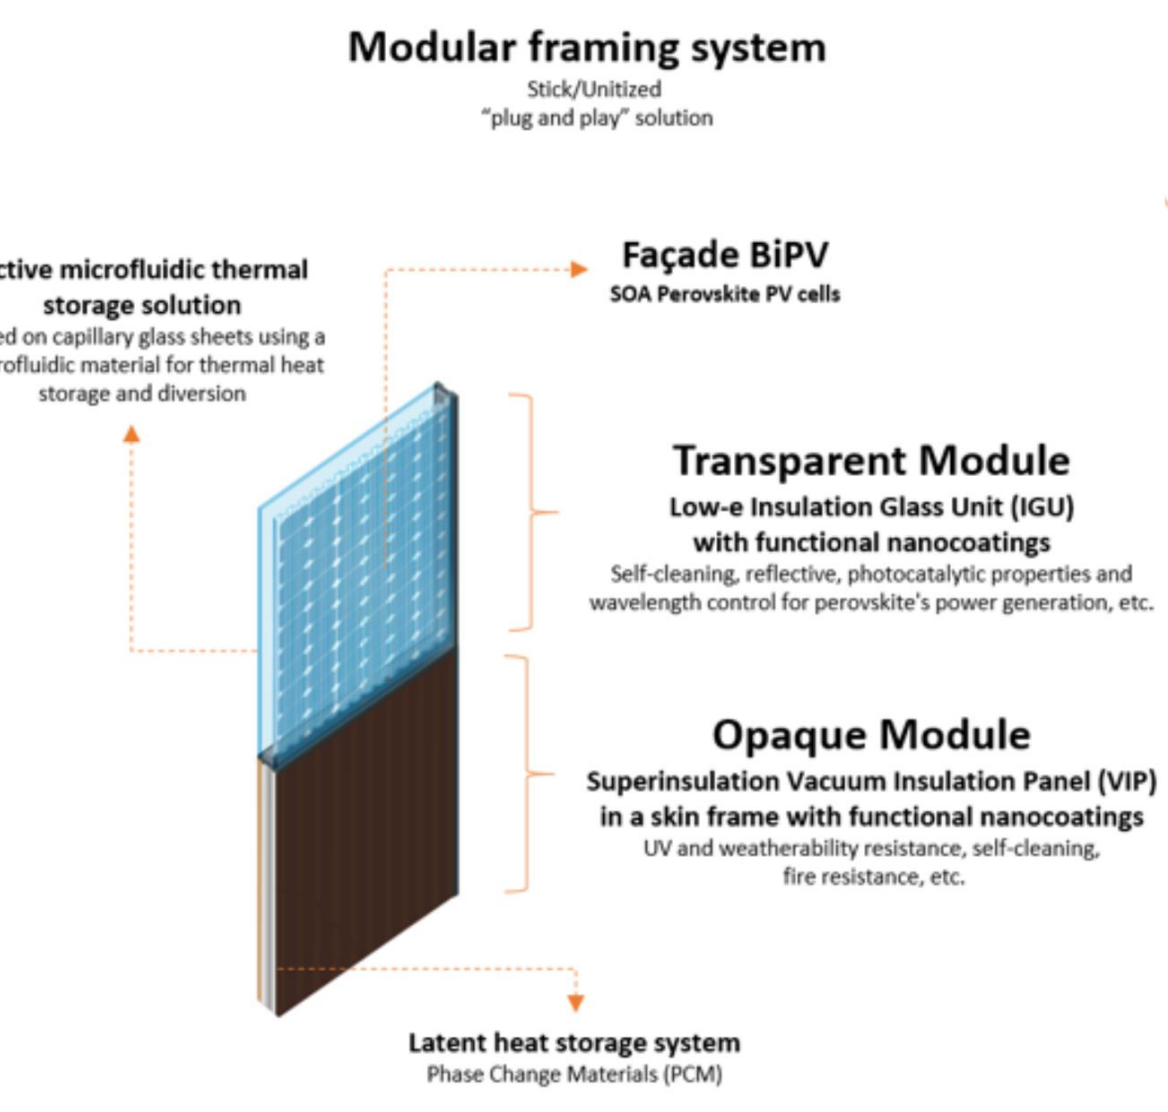 Modular framing system
Stick/Unitized
“plug and play” solution
Façade BiPV
SOA Perovskite PV cells
ctive microfluidic thermal
storage solution
ed on capillary glass sheets using a
rofluidic material for thermal heat
storage and diversion
Transparent Module
Low-e Insulation Glass Unit (IGU)
with functional nanocoatings
Self-cleaning, reflective, photocatalytic properties and
wavelength control for perovskite's power generation, etc.
Opaque Module
Superinsulation Vacuum Insulation Panel (VIP)
in a skin frame with functional nanocoatings
UV and weatherability resistance, self-cleaning,
fire resistance, etc.
Latent heat storage system
Phase Change Materials (PCM)